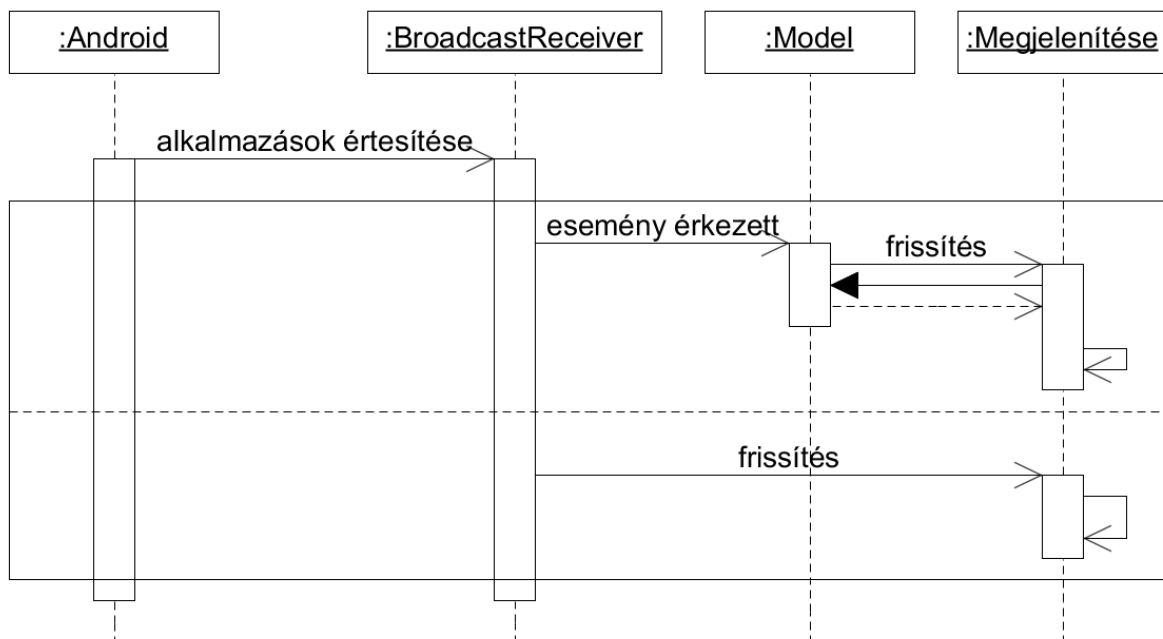 :Android
:BroadcastReceiver
:Model
:Megjelenítése
alkalmazások értesítése
esemény érkezett
frissítés
frissítés